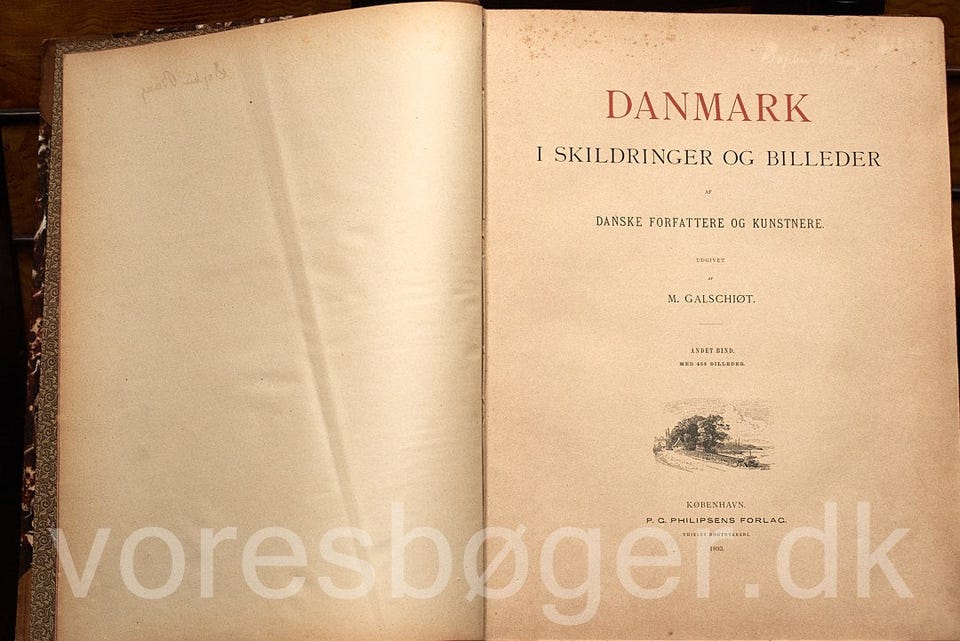 DANMARK
I SKILDRINGER OG BILLEDER
AF
DANSKE FORFATTERE OG KUNSTNERE.
UDGIVET
AF
M. GALSCHIØT.
ANDET BIND.
MED 488 BILLEDER.
KØBENHAVN.
P. G. PHILIPSENS FORLAG.
THIELES BOGTRYKKERI.
1893.
voresbøger.dk